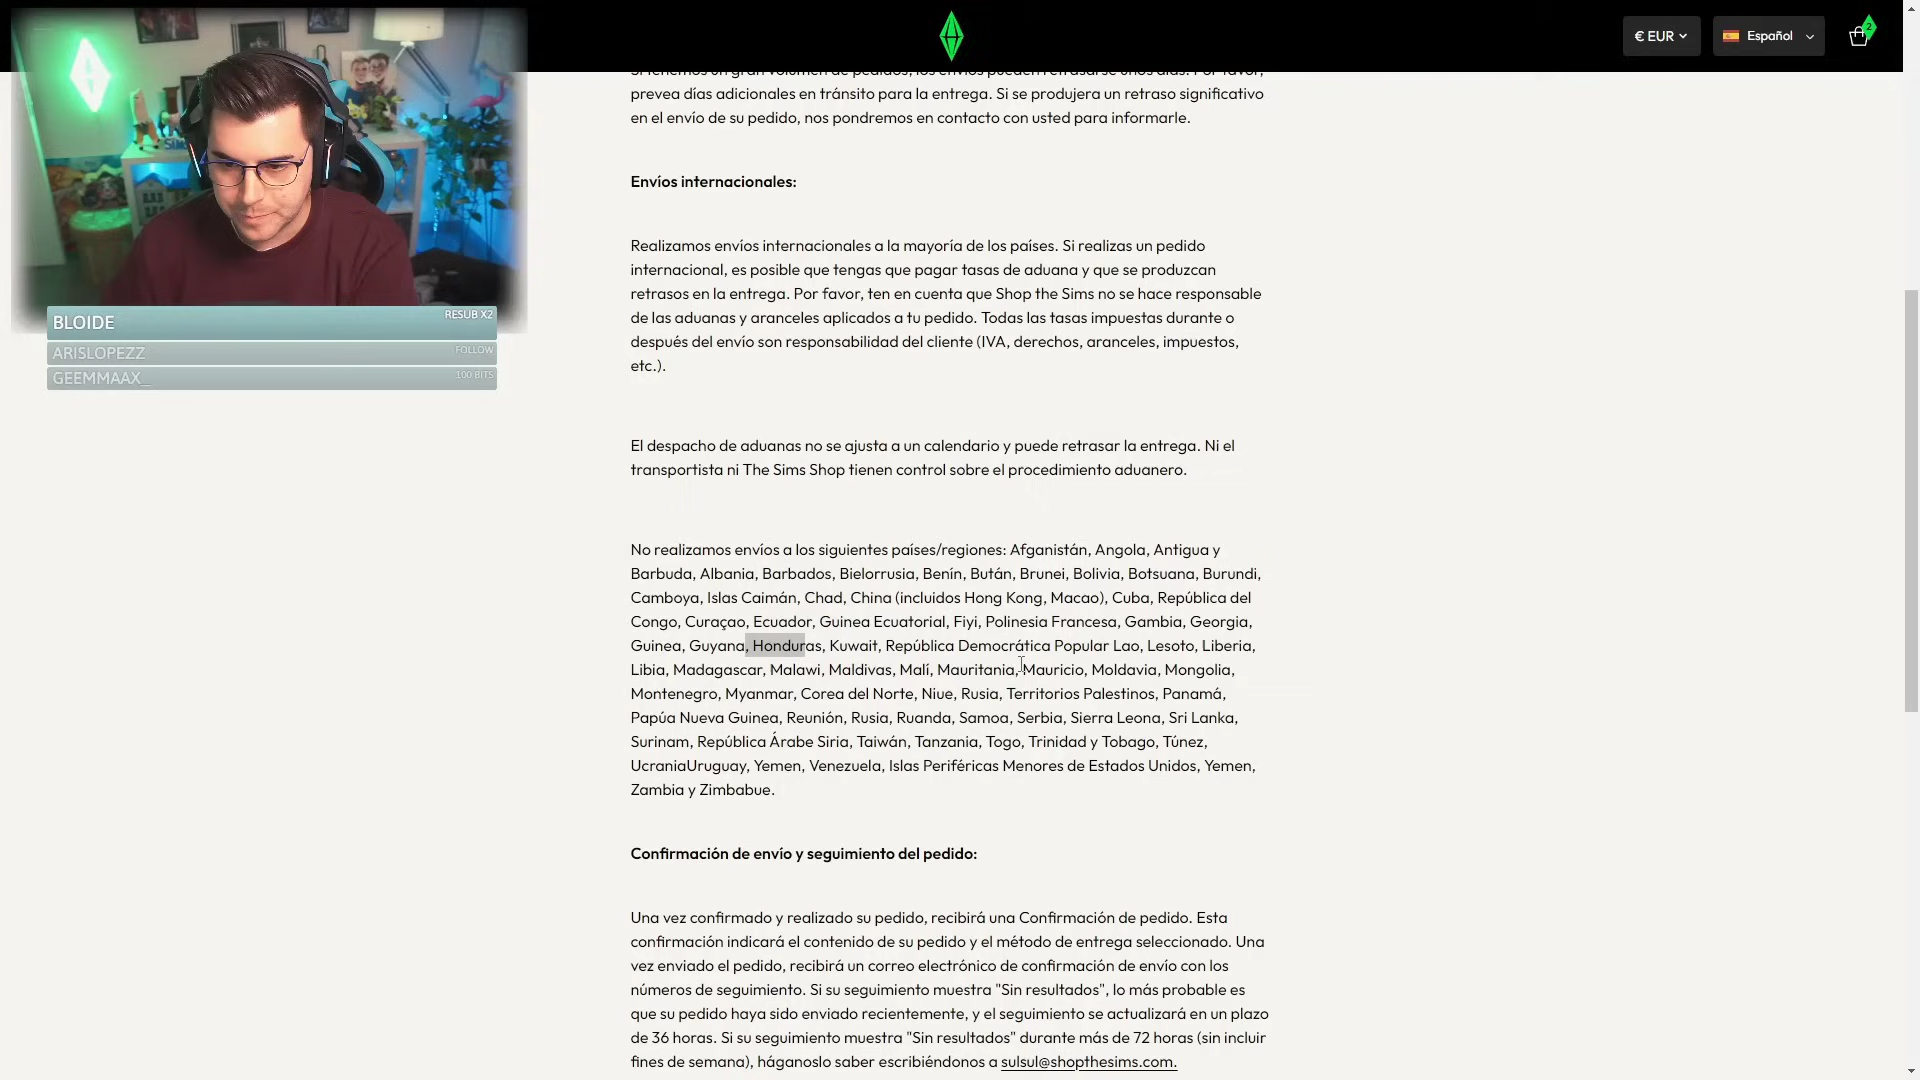 € EUR
Español
2
Si tenemos un gran volumen de pedidos, los envíos pueden retrasarse unos días. Por favor,
prevea días adicionales en tránsito para la entrega. Si se produjera un retraso significativo
en el envío de su pedido, nos pondremos en contacto con usted para informarle.
BLOIDE
RESUB X2
ARISLOPEZZ
FOLLOW
GEEMMAAX_
100 BITS
Envíos internacionales:
Realizamos envíos internacionales a la mayoría de los países. Si realizas un pedido
internacional, es posible que tengas que pagar tasas de aduana y que se produzcan
retrasos en la entrega. Por favor, ten en cuenta que Shop the Sims no se hace responsable
de las aduanas y aranceles aplicados a tu pedido. Todas las tasas impuestas durante o
después del envío son responsabilidad del cliente (IVA, derechos, aranceles, impuestos,
etc.).
El despacho de aduanas no se ajusta a un calendario y puede retrasar la entrega. Ni el
transportista ni The Sims Shop tienen control sobre el procedimiento aduanero.
No realizamos envíos a los siguientes países/regiones: Afganistán, Angola, Antigua y
Barbuda, Albania, Barbados, Bielorrusia, Benín, Bután, Brunei, Bolivia, Botsuana, Burundi,
Camboya, Islas Caimán, Chad, China (incluidos Hong Kong, Macao), Cuba, República del
Congo, Curaçao, Ecuador, Guinea Ecuatorial, Fiyi, Polinesia Francesa, Gambia, Georgia,
Guinea, Guyana, Honduras, Kuwait, República Democrática Popular Lao, Lesoto, Liberia,
Libia, Madagascar, Malawi, Maldivas, Malí, Mauritania, Mauricio, Moldavia, Mongolia,
Montenegro, Myanmar, Corea del Norte, Niue, Rusia, Territorios Palestinos, Panamá,
Papúa Nueva Guinea, Reunión, Rusia, Ruanda, Samoa, Serbia, Sierra Leona, Sri Lanka,
Surinam, República Árabe Siria, Taiwán, Tanzania, Togo, Trinidad y Tobago, Túnez,
UcraniaUruguay, Yemen, Venezuela, Islas Periféricas Menores de Estados Unidos, Yemen,
Zambia y Zimbabue.
Confirmación de envío y seguimiento del pedido:
Una vez confirmado y realizado su pedido, recibirá una Confirmación de pedido. Esta
confirmación indicará el contenido de su pedido y el método de entrega seleccionado. Una
vez enviado el pedido, recibirá un correo electrónico de confirmación de envío con los
números de seguimiento. Si su seguimiento muestra "Sin resultados", lo más probable es
que su pedido haya sido enviado recientemente, y el seguimiento se actualizará en un plazo
de 36 horas. Si su seguimiento muestra "Sin resultados" durante más de 72 horas (sin incluir
fines de semana), háganoslo saber escribiéndonos a sulsul@shopthesims.com.